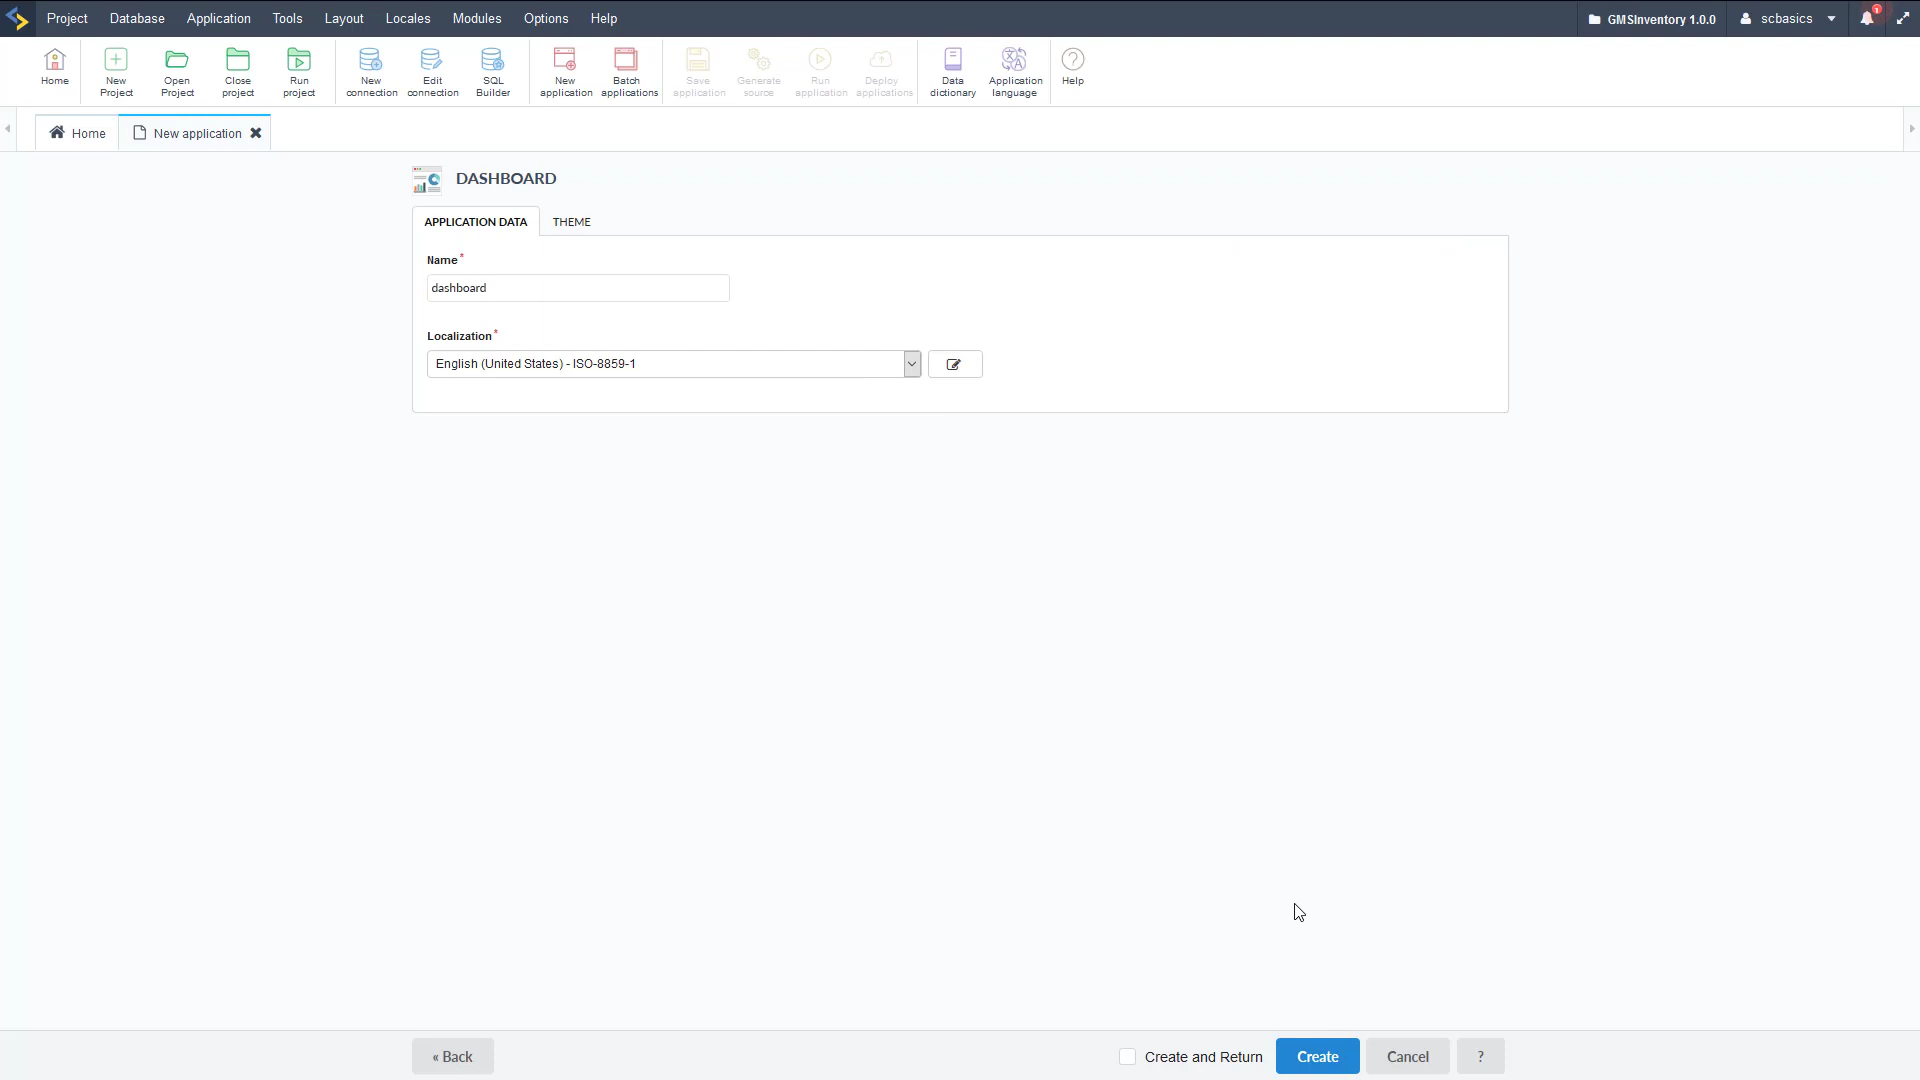 Project Database Application Tools Layout Locales Modules Options Help GMSInventory 1.0.0 scbasics 1
Home
New Project
Open Project
Close project
Run project
New connection
Edit connection
SQL Builder
New application
Batch applications
Save application
Generate source
Run application
Deploy applications
Data dictionary
Application language
Help
Home New application
DASHBOARD
APPLICATION DATA THEME
Name*
dashboard
Localization*
English (United States) - ISO-8859-1
« Back Create and Return Create Cancel ?